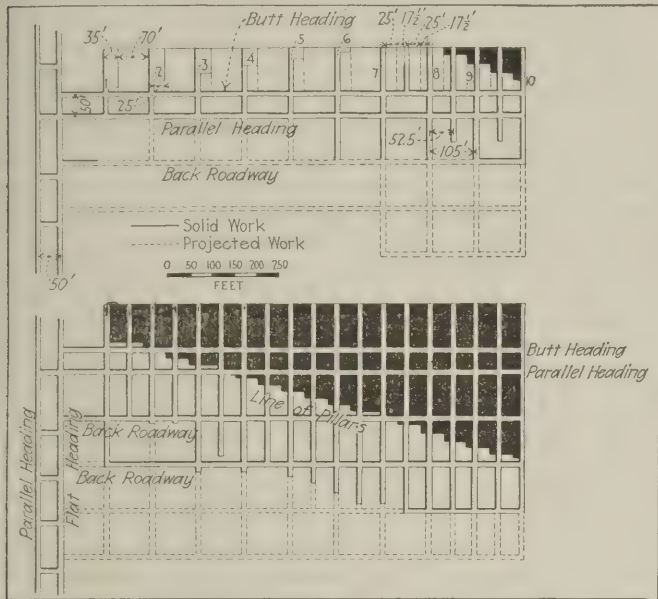 35'
70'
Butt Heading
25'
17½'
25'
17½'
2
3
4
5
6
7
8
9
50'
25'
Parallel Heading
52.5'
105'
Back Roadway
Solid Work
Projected Work
0 50 100 150 200 250
FEET
50'
Butt Heading
Parallel Heading
Line of Pillars
Back Roadway
Back Roadway
Parallel Heading
Flat Heading